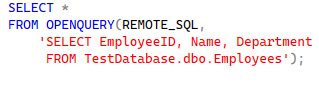 SELECT *
FROM OPENQUERY(REMOTE_SQL,
    'SELECT EmployeeID, Name, Department
     FROM TestDatabase.dbo.Employees');